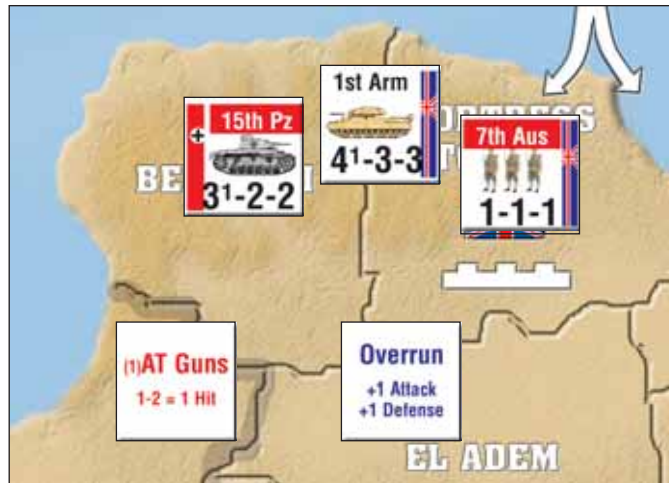 1st Arm
4¹-3-3
15th Pz
3¹-2-2
ORTRESS
7th Aus
1-1-1
(1)AT Guns
1-2 = 1 Hit
Overrun
+1 Attack
+1 Defense
EL ADEM